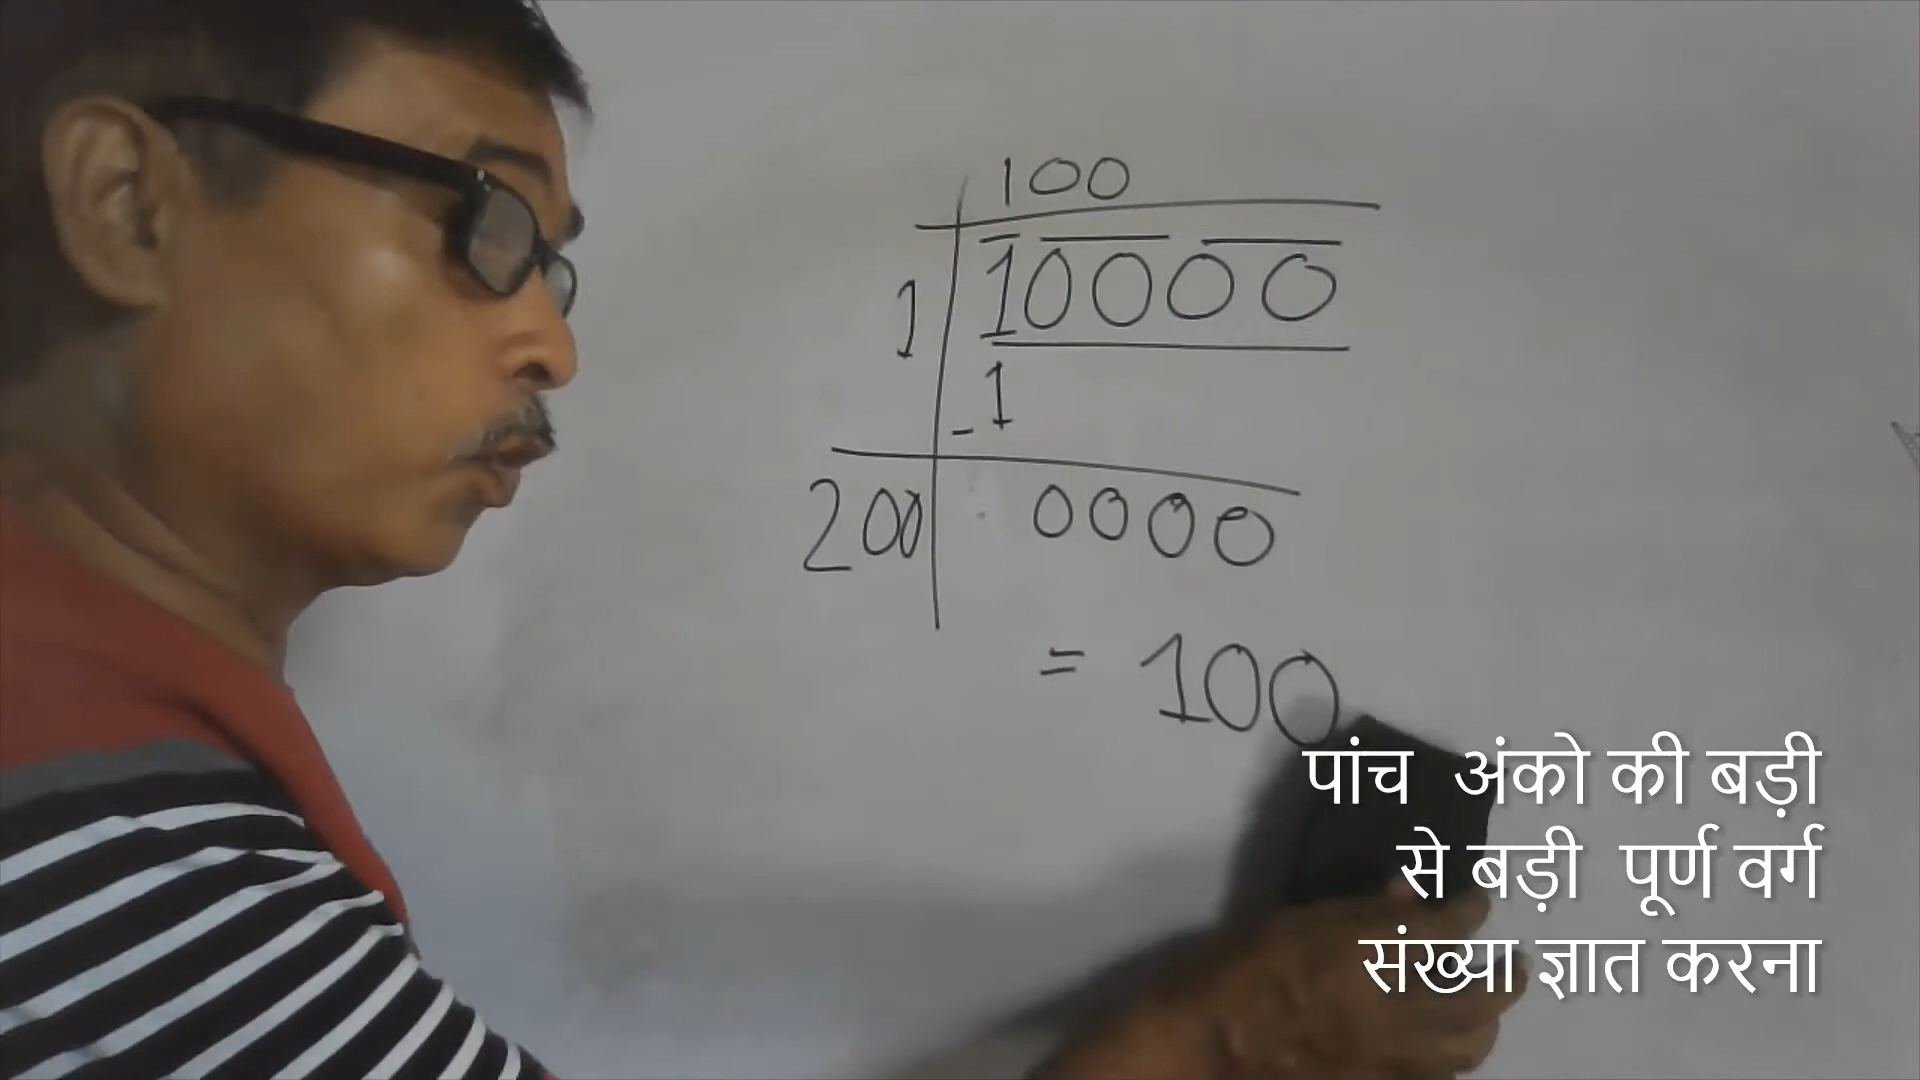 100
1 10000
- 1
200 0000
= 100
पांच अंको की बड़ी
से बड़ी पूर्ण वर्ग
संख्या ज्ञात करना